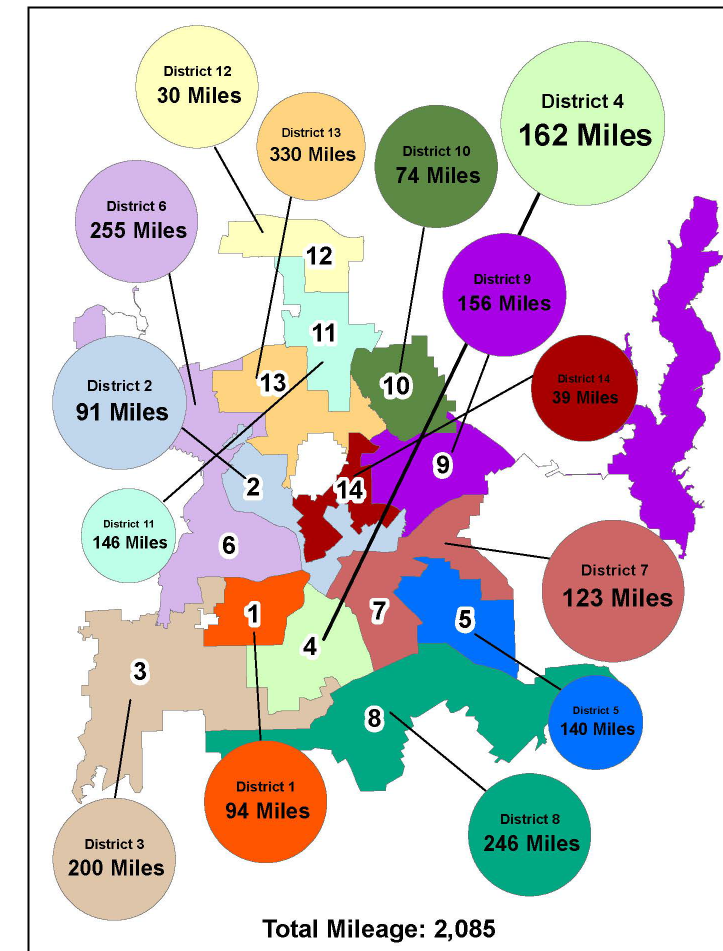 District 12
30 Miles
District 13
330 Miles
District 10
74 Miles
District 4
162 Miles
District 6
255 Miles
District 9
156 Miles
12
11
District 2
91 Miles
13
10
District 14
39 Miles
9
2
14
District 11
146 Miles
6
District 7
123 Miles
1
7
5
4
3
8
District 5
140 Miles
District 1
94 Miles
District 8
246 Miles
District 3
200 Miles
Total Mileage: 2,085